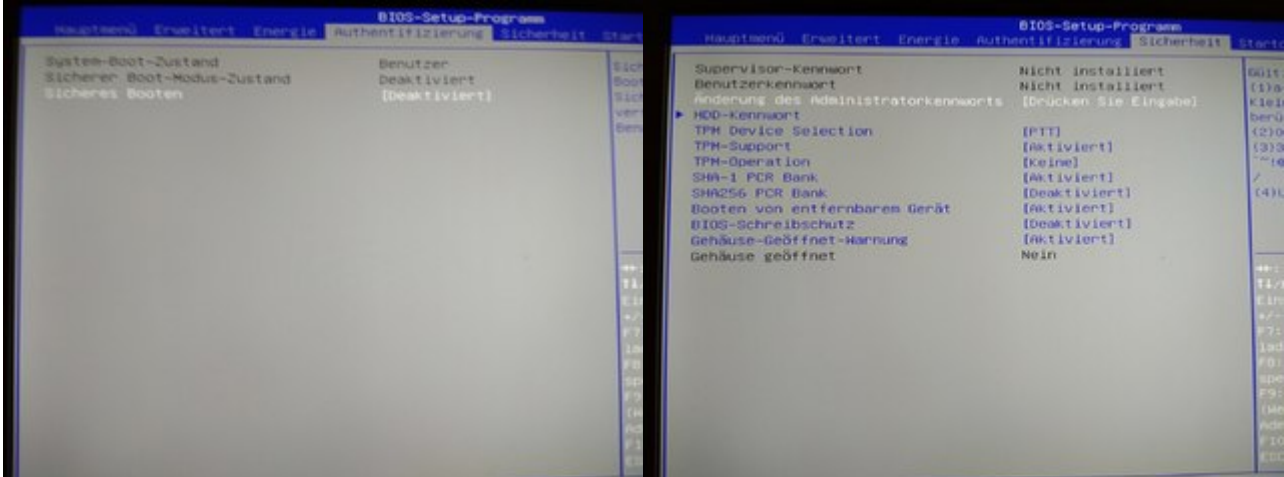 BIOS-Setup-Programm
Hauptmenü Erweitert Energie Authentifizierung Sicherheit Start
System-Boot-Zustand Benutzer
Sicherer Boot-Modus-Zustand Deaktiviert
Sicheres Booten [Deaktiviert]
BIOS-Setup-Programm
Hauptmenü Erweitert Energie Authentifizierung Sicherheit Start
Supervisor-Kennwort Nicht installiert
Benutzerkennwort Nicht installiert
Änderung des Administratorkennworts [Drücken Sie Eingabe]
HDD-Kennwort
TPM Device Selection [PTT]
TPM-Support [Aktiviert]
TPM-Operation [Keine]
SHA-1 PCR Bank [Aktiviert]
SHA256 PCR Bank [Deaktiviert]
Booten von entfernbarem Gerät [Aktiviert]
BIOS-Schreibschutz [Deaktiviert]
Gehäuse-Geöffnet-Warnung [Aktiviert]
Gehäuse geöffnet Nein